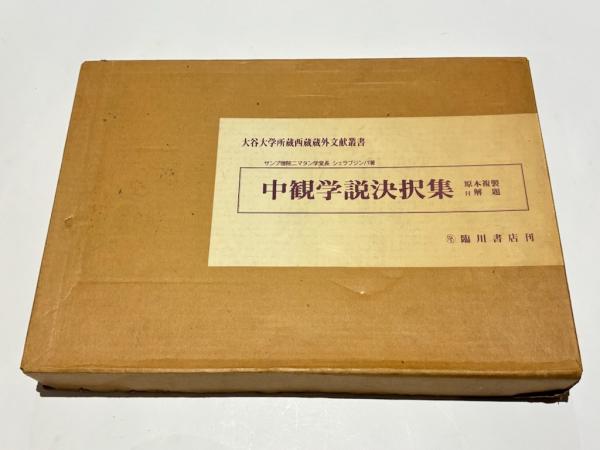 大谷大学所蔵西蔵蔵外文献叢書
サンプ僧院ニマタン学堂長 シェラブジンパ著
中観学説決択集 原本複製
付解題
臨川書店刊